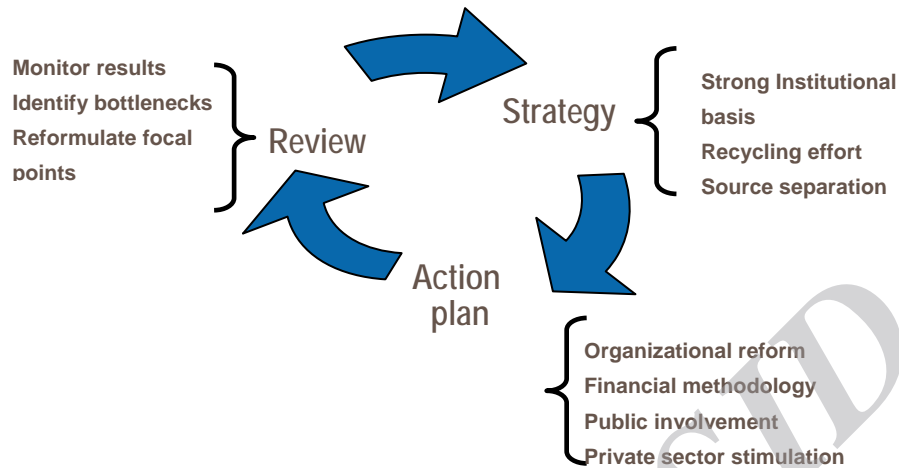 Monitor results
Identify bottlenecks
Reformulate focal
points
Review
Strategy
Strong Institutional
basis
Recycling effort
Source separation
Action
plan
Organizational reform
Financial methodology
Public involvement
Private sector stimulation
SID